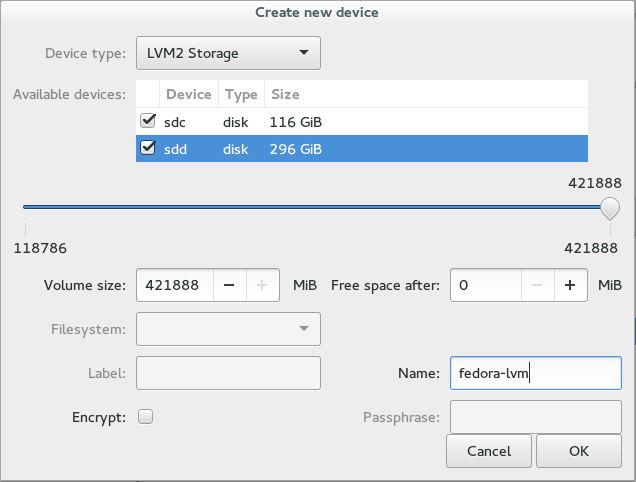 Create new device
Device type: LVM2 Storage
Available devices: Device Type Size
sdc disk 116 GiB
sdd disk 296 GiB
421888
118786 421888
Volume size: 421888 − + MiB Free space after: 0 − + MiB
Filesystem:
Label: Name: fedora-lvm
Encrypt: Passphrase:
Cancel OK